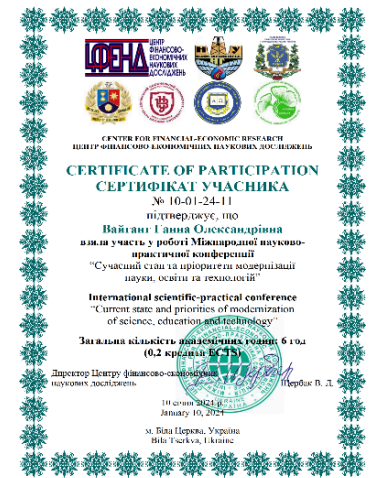 ЦФЕНД
ЦЕНТР
ФІНАНСОВО-
ЕКОНОМІЧНИХ
НАУКОВИХ
ДОСЛІДЖЕНЬ
CENTER FOR FINANCIAL-ECONOMIC RESEARCH
ЦЕНТР ФІНАНСОВО-ЕКОНОМІЧНИХ НАУКОВИХ ДОСЛІДЖЕНЬ
CERTIFICATE OF PARTICIPATION
СЕРТИФІКАТ УЧАСНИКА
№ 10-01-24-11
підтверджує, що
Вайганг Ганна Олександрівна
взяла участь у роботі Міжнародної науково-
практичної конференції
“Сучасний стан та пріоритети модернізації
науки, освіти та технологій”
International scientific-practical conference
“Current state and priorities of modernization
of science, education and technology”
Загальна кількість академічних годин: 6 год
(0,2 кредити ECTS)
Директор Центру фінансово-економічних
наукових досліджень
Щербак В. Д.
10 січня 2024 р.
January 10, 2024
м. Біла Церква, Україна
Bila Tserkva, Ukraine